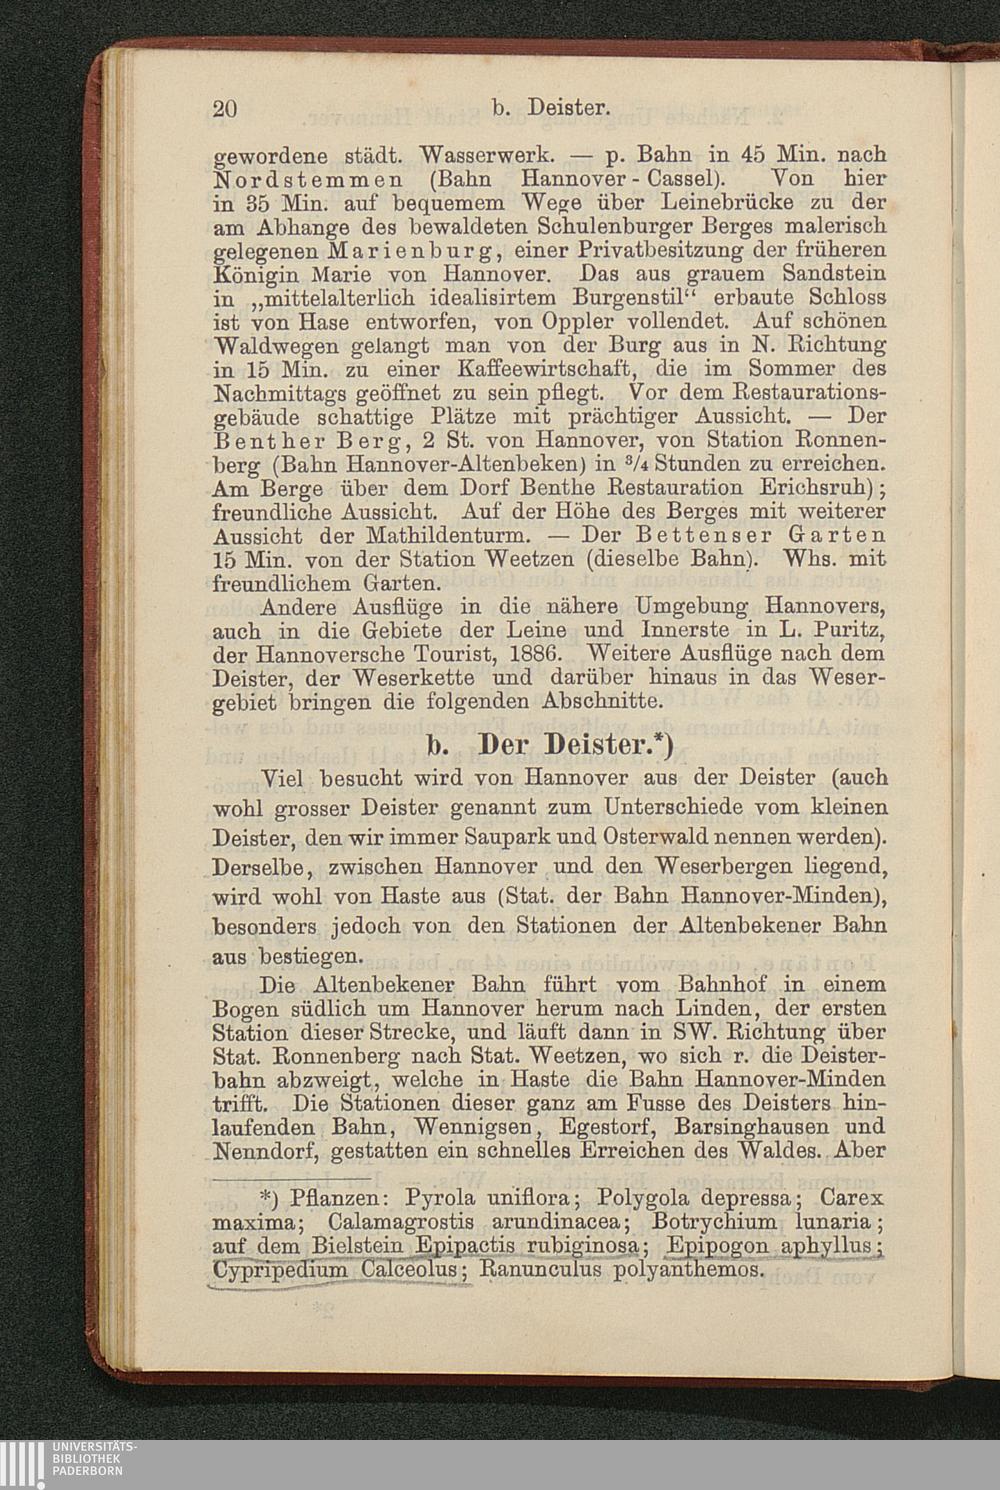 20 b. Deister.
gewordene städt. Wasserwerk. — p. Bahn in 45 Min. nach
Nordstemmen (Bahn Hannover-Cassel). Von hier
in 35 Min. auf bequemem Wege über Leinebrücke zu der
am Abhange des bewaldeten Schulenburger Berges malerisch
gelegenen Marienburg, einer Privatbesitzung der früheren
Königin Marie von Hannover. Das aus grauem Sandstein
in „mittelalterlich idealisirtem Burgenstil“ erbaute Schloss
ist von Hase entworfen, von Oppler vollendet. Auf schönen
Waldwegen gelangt man von der Burg aus in N. Richtung
in 15 Min. zu einer Kaffeewirtschaft, die im Sommer des
Nachmittags geöffnet zu sein pflegt. Vor dem Restaurations-
gebäude schattige Plätze mit prächtiger Aussicht. — Der
Benther Berg, 2 St. von Hannover, von Station Ronnen-
berg (Bahn Hannover-Altenbeken) in 3/4 Stunden zu erreichen.
Am Berge über dem Dorf Benthe Restauration Erichsruh);
freundliche Aussicht. Auf der Höhe des Berges mit weiterer
Aussicht der Mathildenturm. — Der Bettenser Garten
15 Min. von der Station Weetzen (dieselbe Bahn). Whs. mit
freundlichem Garten.
Andere Ausflüge in die nähere Umgebung Hannovers,
auch in die Gebiete der Leine und Innerste in L. Puritz,
der Hannoversche Tourist, 1886. Weitere Ausflüge nach dem
Deister, der Weserkette und darüber hinaus in das Weser-
gebiet bringen die folgenden Abschnitte.
b. Der Deister.*)
Viel besucht wird von Hannover aus der Deister (auch
wohl grosser Deister genannt zum Unterschiede vom kleinen
Deister, den wir immer Saupark und Osterwald nennen werden).
Derselbe, zwischen Hannover und den Weserbergen liegend,
wird wohl von Haste aus (Stat. der Bahn Hannover-Minden),
besonders jedoch von den Stationen der Altenbekener Bahn
aus bestiegen.
Die Altenbekener Bahn führt vom Bahnhof in einem
Bogen südlich um Hannover herum nach Linden, der ersten
Station dieser Strecke, und läuft dann in SW. Richtung über
Stat. Ronnenberg nach Stat. Weetzen, wo sich r. die Deister-
bahn abzweigt, welche in Haste die Bahn Hannover-Minden
trifft. Die Stationen dieser ganz am Fusse des Deisters hin-
laufenden Bahn, Wennigsen, Egestorf, Barsinghausen und
Nenndorf, gestatten ein schnelles Erreichen des Waldes. Aber
*) Pflanzen: Pyrola uniflora; Polygola depressa; Carex
maxima; Calamagrostis arundinacea; Botrychium lunaria;
auf dem Bielstein Epipactis rubiginosa; Epipogon aphyllus;
Cypripedium Calceolus; Ranunculus polyanthemos.
UNIVERSITÄTS-
BIBLIOTHEK
PADERBORN